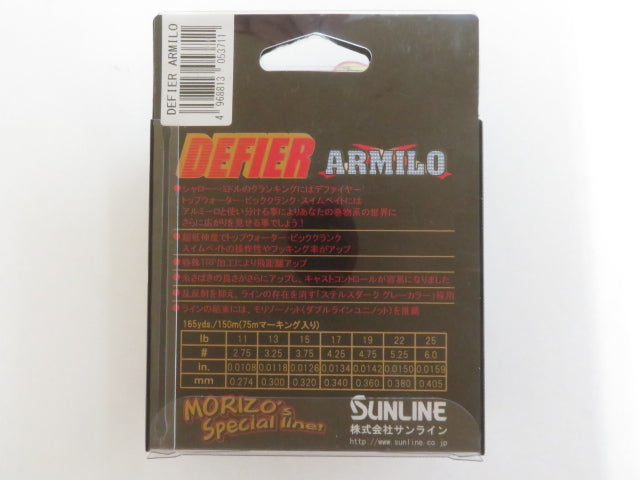 DEFIER ARMILO
4 968813 053711
DEFIER ARMILO
●シャロー〜ミドルのクランキングにはデファイヤー
トップウォーター・ビッククランク・スイムベイトには
アルミーロと使い分ける事によりあなたの巻物派の世界に
さらに広がりを見せる事でしょう!
●超低伸度でトップウォーター・ビッククランク
スイムベイトの操作性やフッキング率がアップ
●特殊TRP加工により飛距離アップ
●糸さばきの良さがさらにアップし、キャストコントロールが容易になりました
●乱反射を抑え、ラインの存在を消す「ステルスダーク グレーカラー」採用
●ラインの結束には、モリゾーノット(ダブルラインユニノット)を推薦
165yds./150m(75mマーキング入り)
lb 11 13 15 17 19 22 25
# 2.75 3.25 3.75 4.25 4.75 5.25 6.0
in. 0.0108 0.0118 0.0126 0.0134 0.0142 0.0150 0.0159
mm 0.274 0.300 0.320 0.340 0.360 0.380 0.405
MORIZO's
Special line!
SUNLINE
株式会社サンライン
http://www.sunline.co.jp